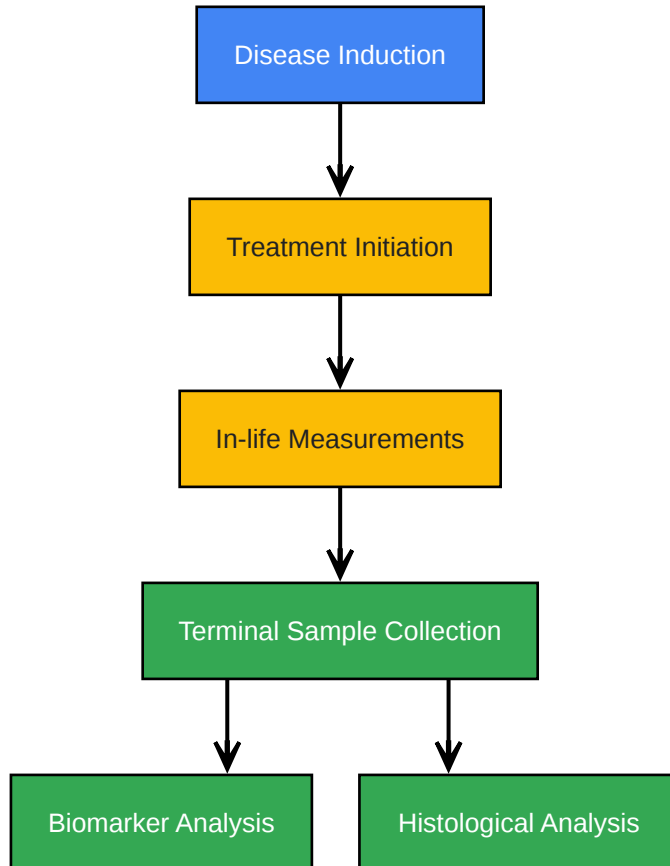 Disease Induction
Treatment Initiation
In-life Measurements
Terminal Sample Collection
Biomarker Analysis
Histological Analysis